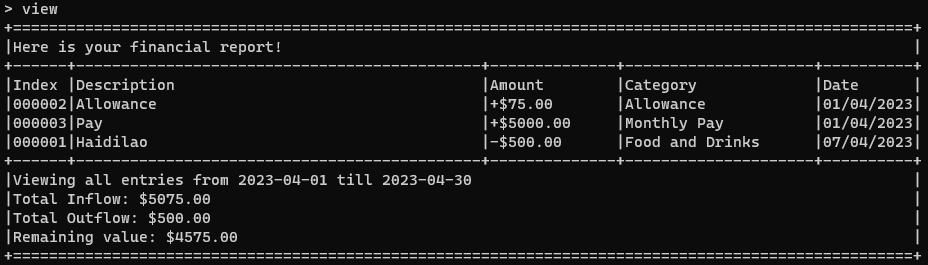 > view
+====================================================================================================+
|Here is your financial report!                                                                      |
+------+---------------------------------------------+--------------+---------------------+----------+
|Index |Description                                  |Amount        |Category             |Date      |
|000002|Allowance                                    |+$75.00       |Allowance            |01/04/2023|
|000003|Pay                                          |+$5000.00     |Monthly Pay          |01/04/2023|
|000001|Haidilao                                     |-$500.00      |Food and Drinks      |07/04/2023|
+------+---------------------------------------------+--------------+---------------------+----------+
|Viewing all entries from 2023-04-01 till 2023-04-30                                                 |
|Total Inflow: $5075.00                                                                              |
|Total Outflow: $500.00                                                                              |
|Remaining value: $4575.00                                                                           |
+====================================================================================================+